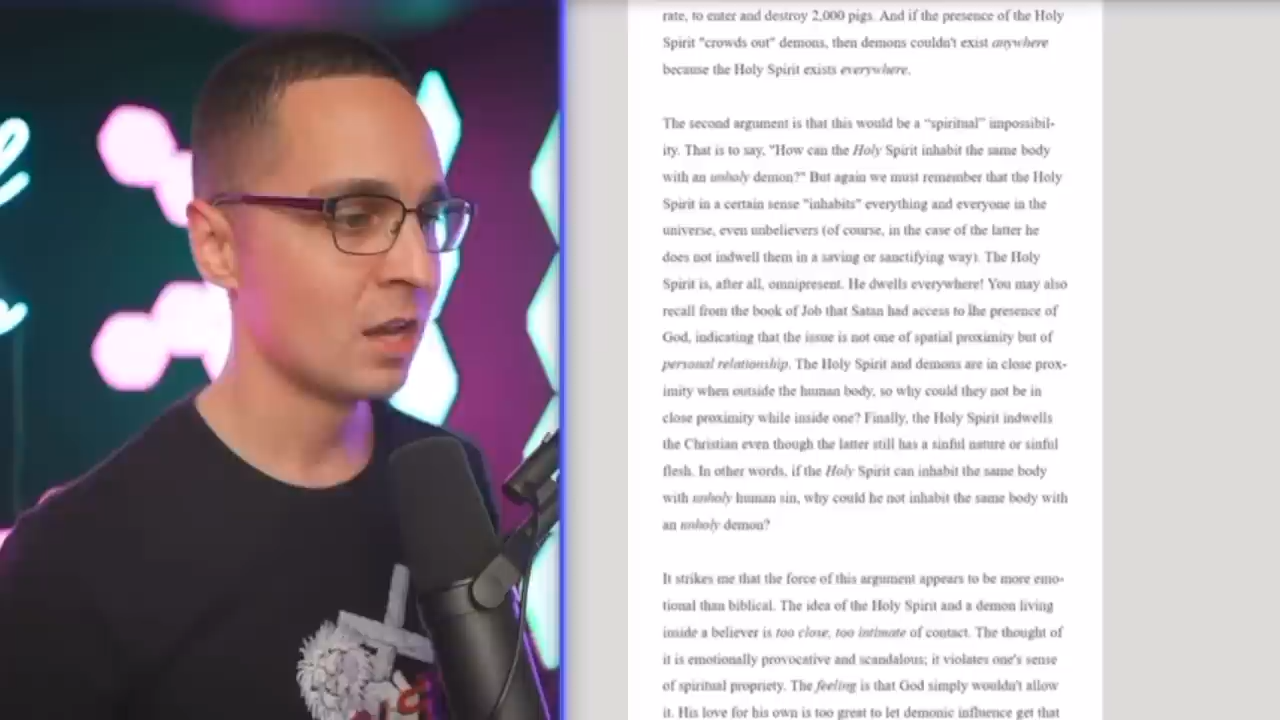 rate, to enter and destroy 2,000 pigs. And if the presence of the Holy
Spirit "crowds out" demons, then demons couldn't exist anywhere
because the Holy Spirit exists everywhere.
The second argument is that this would be a “spiritual” impossibil-
ity. That is to say, "How can the Holy Spirit inhabit the same body
with an unholy demon?" But again we must remember that the Holy
Spirit in a certain sense "inhabits" everything and everyone in the
universe, even unbelievers (of course, in the case of the latter he
does not indwell them in a saving or sanctifying way). The Holy
Spirit is, after all, omnipresent. He dwells everywhere! You may also
recall from the book of Job that Satan had access to the presence of
God, indicating that the issue is not one of spatial proximity but of
personal relationship. The Holy Spirit and demons are in close prox-
imity when outside the human body, so why could they not be in
close proximity while inside one? Finally, the Holy Spirit indwells
the Christian even though the latter still has a sinful nature or sinful
flesh. In other words, if the Holy Spirit can inhabit the same body
with unholy human sin, why could he not inhabit the same body with
an unholy demon?
It strikes me that the force of this argument appears to be more emo-
tional than biblical. The idea of the Holy Spirit and a demon living
inside a believer is too close, too intimate of contact. The thought of
it is emotionally provocative and scandalous; it violates one's sense
of spiritual propriety. The feeling is that God simply wouldn't allow
it. His love for his own is too great to let demonic influence get that